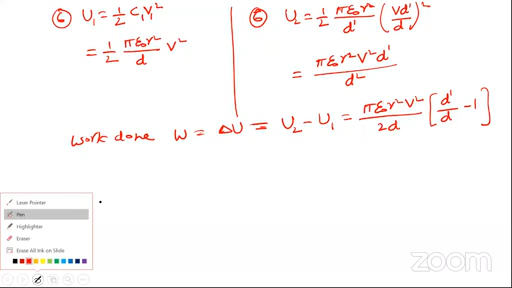 ⑥ U₁ = 1/2 C₁V₁²
= 1/2 πε₀r²/d V²
⑥ U₂ = 1/2 πε₀r²/d' (Vd'/d)²
= πε₀r²V²d'/d²
Work done W = ΔU = U₂ - U₁ = πε₀r²V²/2d [d'/d - 1]
Laser Pointer
Pen
Highlighter
Eraser
Erase All Ink on Slide
zoom